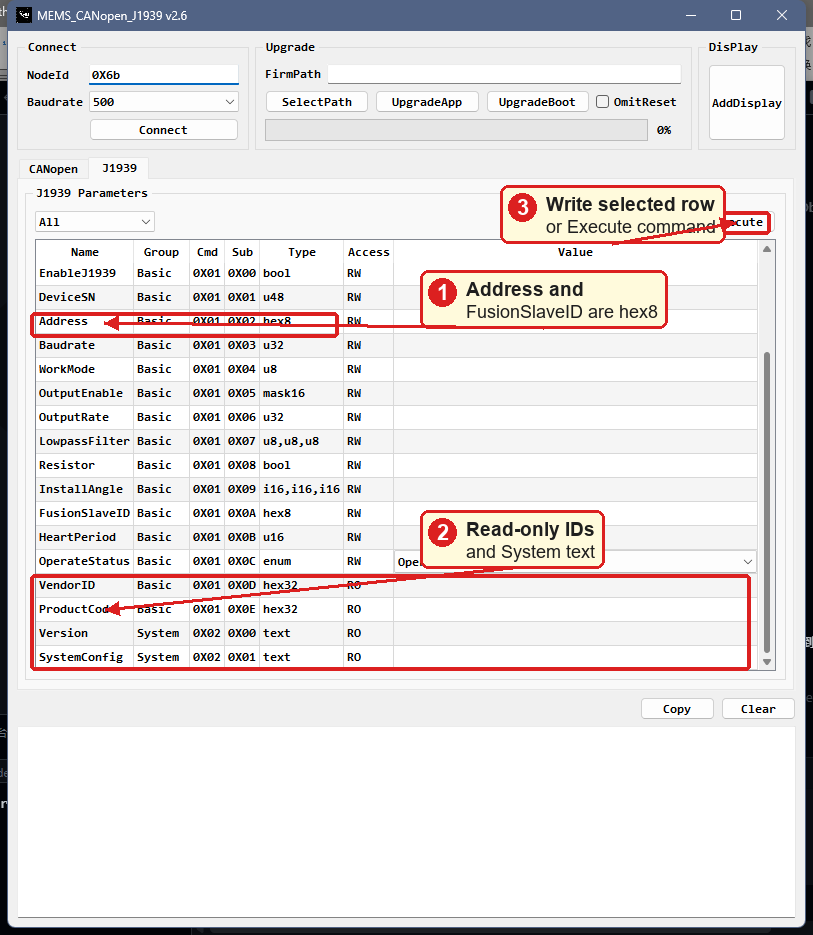 MEMS_CANopen_J1939 v2.6
Connect
NodeId 0X6b
Baudrate 500
Connect
Upgrade
FirmPath
SelectPath UpgradeApp UpgradeBoot OmitReset
0%
DisPlay
AddDisplay
CANopen J1939
J1939 Parameters
All
3 Write selected row
or Execute command
cute
Name Group Cmd Sub Type Access Value
EnableJ1939 Basic 0X01 0X00 bool RW
DeviceSN Basic 0X01 0X01 u48
1 Address and
FusionSlaveID are hex8
Address Basic 0X01 0X02 hex8 RW
Baudrate Basic 0X01 0X03 u32 RW
WorkMode Basic 0X01 0X04 u8 RW
OutputEnable Basic 0X01 0X05 mask16 RW
OutputRate Basic 0X01 0X06 u32 RW
LowpassFilter Basic 0X01 0X07 u8,u8,u8 RW
Resistor Basic 0X01 0X08 bool RW
InstallAngle Basic 0X01 0X09 i16,i16,i16 RW
FusionSlaveID Basic 0X01 0X0A hex8 RW
HeartPeriod Basic 0X01 0X0B u16 RW
2 Read-only IDs
and System text
OperateStatus Basic 0X01 0X0C enum RW Ope
VendorID Basic 0X01 0X0D hex32 RO
ProductCod Basic 0X01 0X0E hex32 RO
Version System 0X02 0X00 text RO
SystemConfig System 0X02 0X01 text RO
Copy Clear